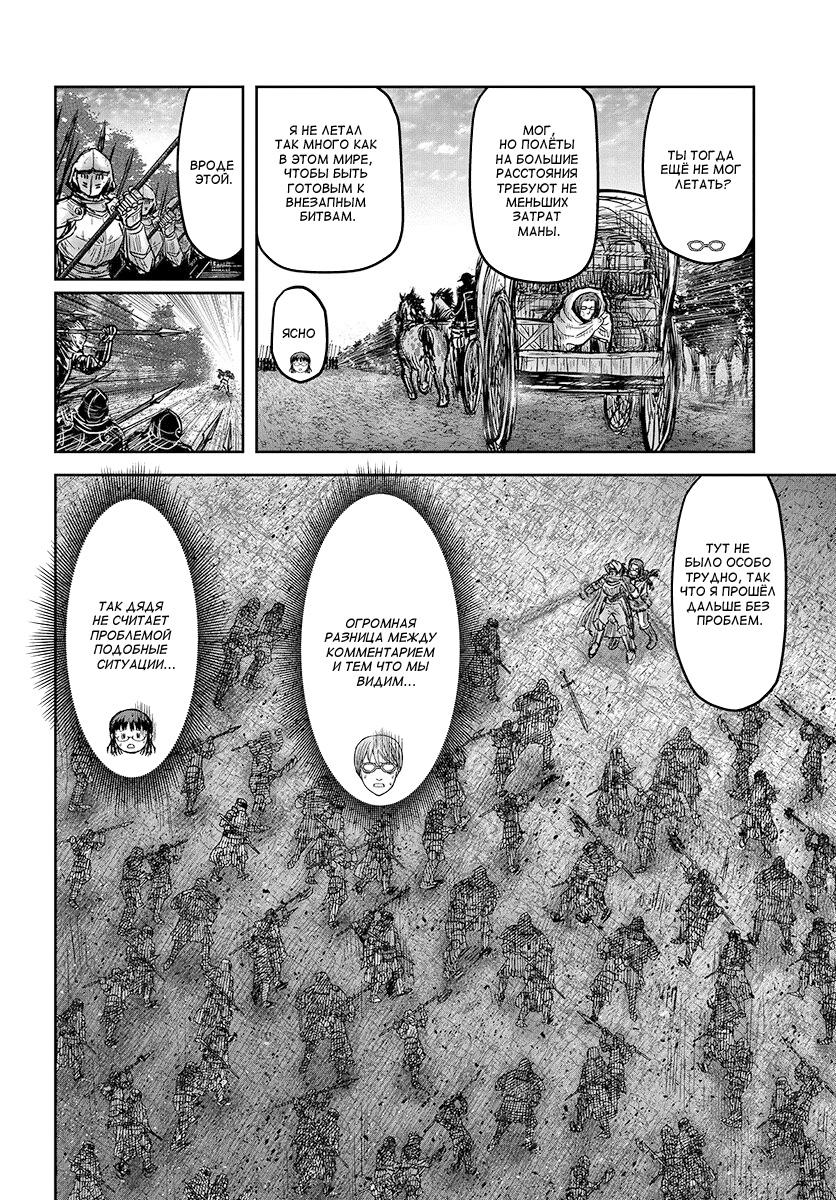 ТЫ ТОГДА
ЕЩЁ НЕ МОГ
ЛЕТАТЬ?
МОГ,
НО ПОЛЁТЫ
НА БОЛЬШИЕ
РАССТОЯНИЯ
ТРЕБУЮТ НЕ
МЕНЬШИХ
ЗАТРАТ
МАНЫ.
Я НЕ ЛЕТАЛ
ТАК МНОГО КАК
В ЭТОМ МИРЕ,
ЧТОБЫ БЫТЬ
ГОТОВЫМ К
ВНЕЗАПНЫМ
БИТВАМ.
ЯСНО
ВРОДЕ
ЭТОЙ.
ТУТ НЕ
БЫЛО ОСОБО
ТРУДНО, ТАК
ЧТО Я ПРОШЁЛ
ДАЛЬШЕ БЕЗ
ПРОБЛЕМ.
ОГРОМНАЯ
РАЗНИЦА МЕЖДУ
КОММЕНТАРИЕМ
И ТЕМ ЧТО МЫ
ВИДИМ...
ТАК ДЯДЯ
НЕ СЧИТАЕТ
ПРОБЛЕМОЙ
ПОДОБНЫЕ
СИТУАЦИИ...